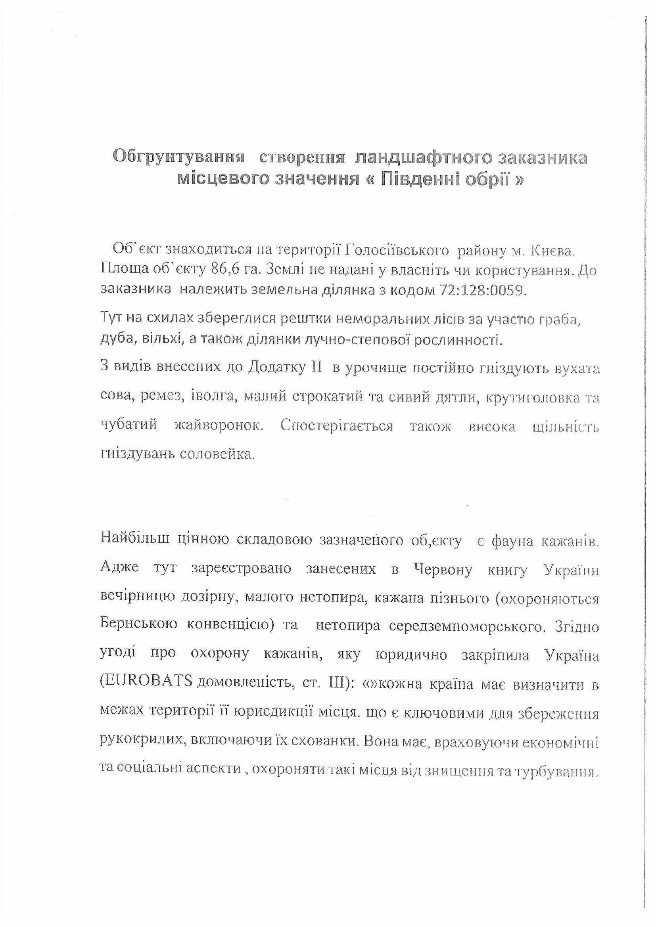 Обгрунтування створення ландшафтного заказника
місцевого значення « Південні обрії »
Об`єкт знаходиться на території Голосіївського району м. Києва.
Площа об`єкту 86,6 га. Землі не надані у власніть чи користування. До
заказника належить земельна ділянка з кодом 72:128:0059.
Тут на схилах збереглися рештки неморальних лісів за участю граба,
дуба, вільхі, а також ділянки лучно-степової рослинності.
З видів внесених до Додатку II в урочище постійно гніздують вухата
сова, ремез, іволга, малий строкатий та сивий дятли, крутиголовка та
чубатий жайворонок. Спостерігається також висока щільність
гніздувань соловейка.
Найбільш цінною складовою зазначеного об,єкту є фауна кажанів.
Адже тут зареєстровано занесених в Червону книгу України
вечірницю дозірну, малого нетопира, кажана пізнього (охороняються
Бернською конвенцією) та нетопира середземноморського. Згідно
угоді про охорону кажанів, яку юридично закріпила Україна
(EUROBATS домовленість, ст. III): «»кожна країна має визначити в
межах території її юрисдикції місця. що є ключовими для збереження
рукокрилих, включаючи їх схованки. Вона має, враховуючи економічні
та соціальні аспекти , охороняти такі місця від знищення та турбування.